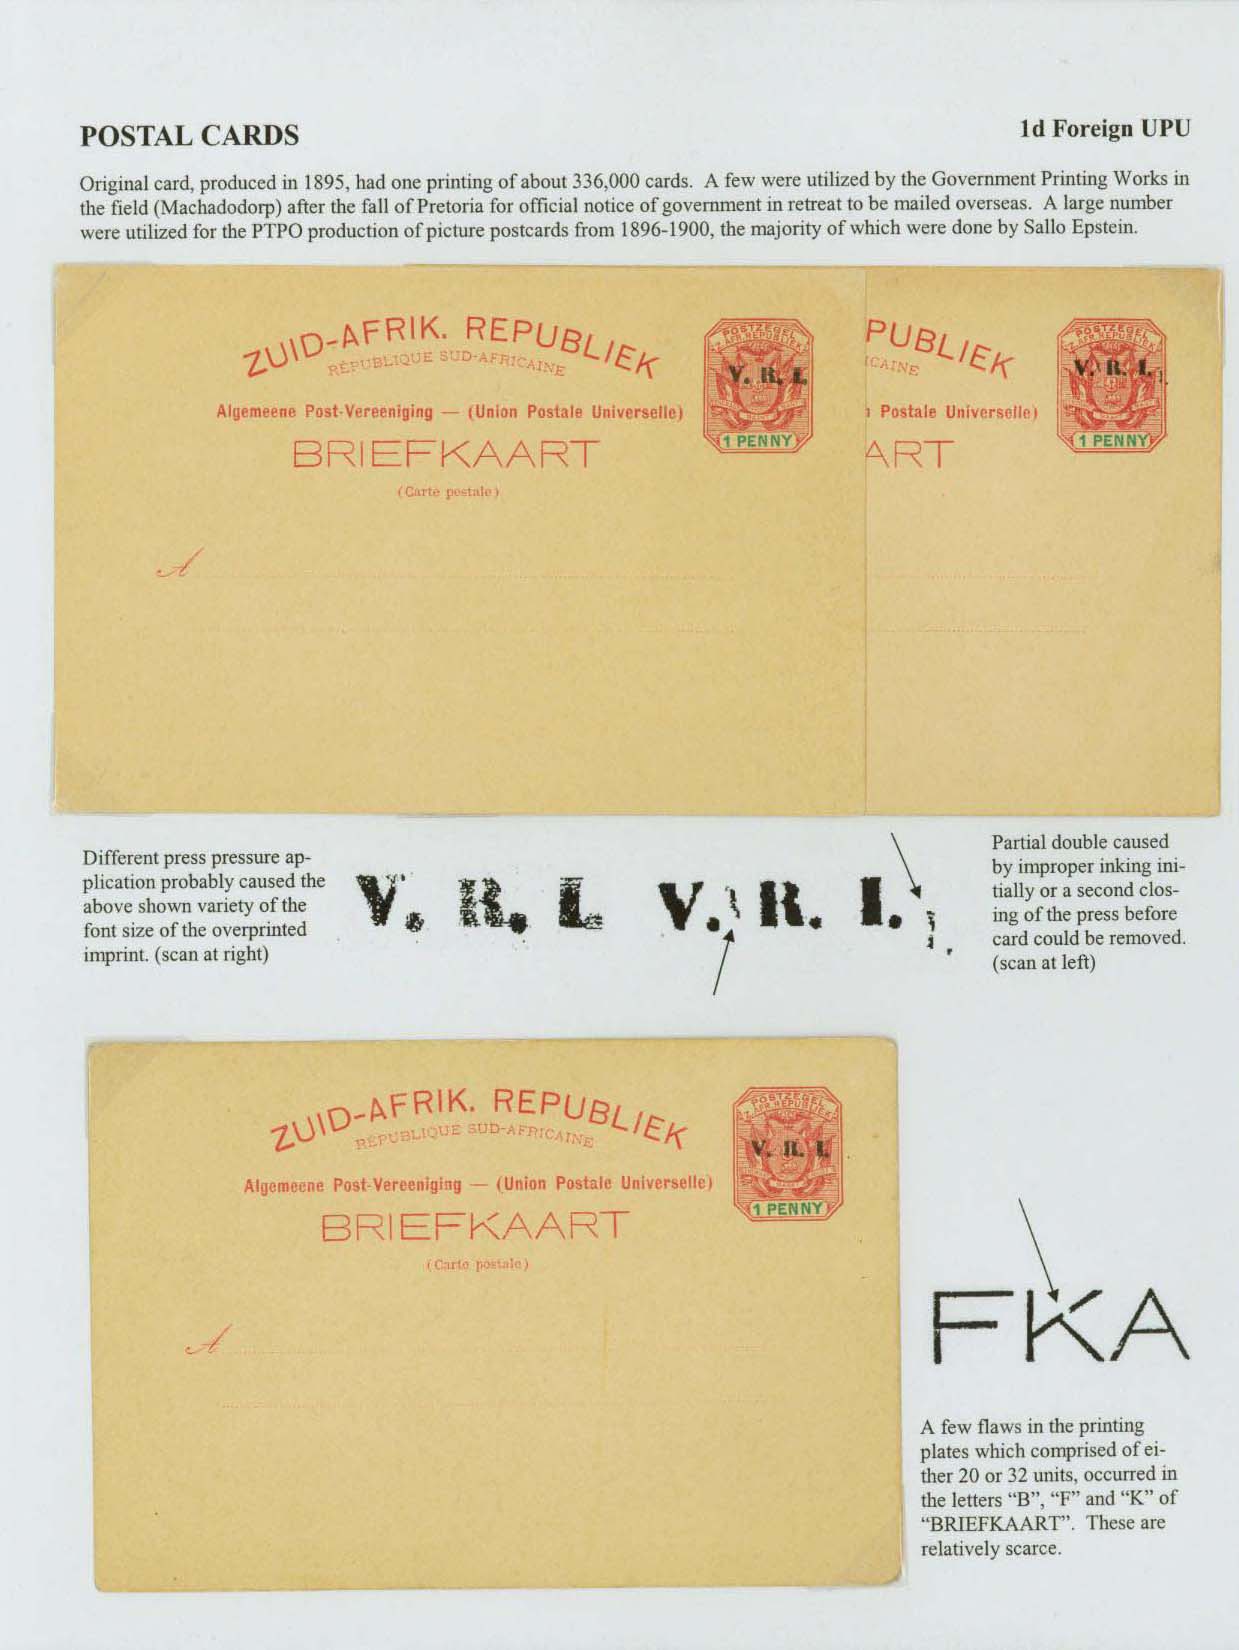 POSTAL CARDS
1d Foreign UPU
Original card, produced in 1895, had one printing of about 336,000 cards. A few were utilized by the Government Printing Works in
the field (Machadodorp) after the fall of Pretoria for official notice of government in retreat to be mailed overseas. A large number
were utilized for the PTPO production of picture postcards from 1896-1900, the majority of which were done by Sallo Epstein.
ZUID-AFRIK. REPUBLIEK
RÉPUBLIQUE SUD-AFRICAINE
Algemeene Post-Vereeniging — (Union Postale Universelle)
BRIEFKAART
(Carte postale)
A
POSTZEGEL
Z. AFR. REPUBLIEK
V. R. I.
1 PENNY
PUBLIEK
ICAINE
Postale Universelle)
ART
POSTZEGEL
Z. AFR. REPUBLIEK
V. R. I.
1 PENNY
Different press pressure ap-
plication probably caused the
above shown variety of the
font size of the overprinted
imprint. (scan at right)
V. R. I. V. R. I.
Partial double caused
by improper inking ini-
tially or a second clos-
ing of the press before
card could be removed.
(scan at left)
ZUID-AFRIK. REPUBLIEK
RÉPUBLIQUE SUD-AFRICAINE
Algemeene Post-Vereeniging — (Union Postale Universelle)
BRIEFKAART
(Carte postale)
A
POSTZEGEL
Z. AFR. REPUBLIEK
V. R. I.
1 PENNY
FKA
A few flaws in the printing
plates which comprised of ei-
ther 20 or 32 units, occurred in
the letters “B”, “F” and “K” of
“BRIEFKAART”. These are
relatively scarce.